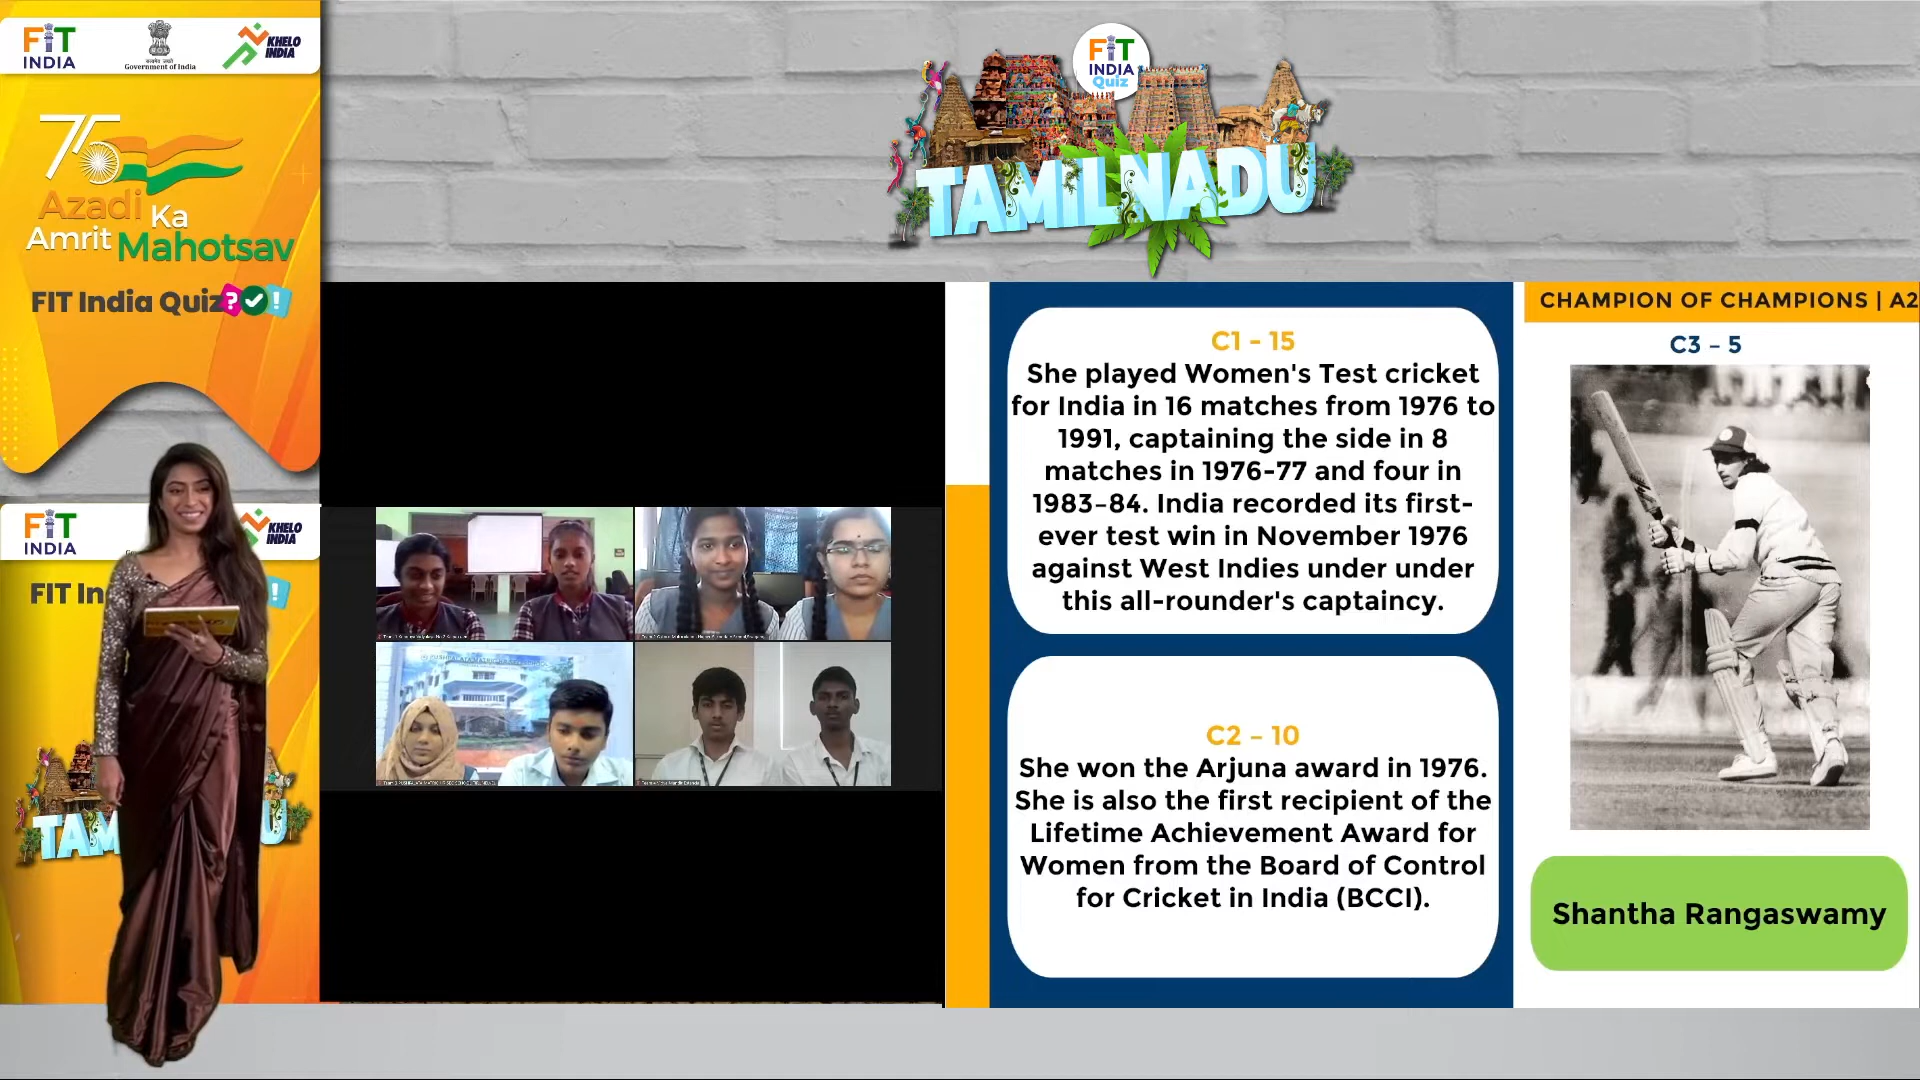 FIT
INDIA
सत्यमेव जयते
Government of India
KHELO
INDIA
75
Azadi Ka
Amrit Mahotsav
FIT India Quiz?!
FIT
INDIA
Quiz
TAMILNADU
FIT
INDIA
KHELO
INDIA
FIT In
!
TAM
U
C1 - 15
She played Women's Test cricket
for India in 16 matches from 1976 to
1991, captaining the side in 8
matches in 1976-77 and four in
1983–84. India recorded its first-
ever test win in November 1976
against West Indies under under
this all-rounder's captaincy.
C2 – 10
She won the Arjuna award in 1976.
She is also the first recipient of the
Lifetime Achievement Award for
Women from the Board of Control
for Cricket in India (BCCI).
CHAMPION OF CHAMPIONS | A2
C3 – 5
Shantha Rangaswamy